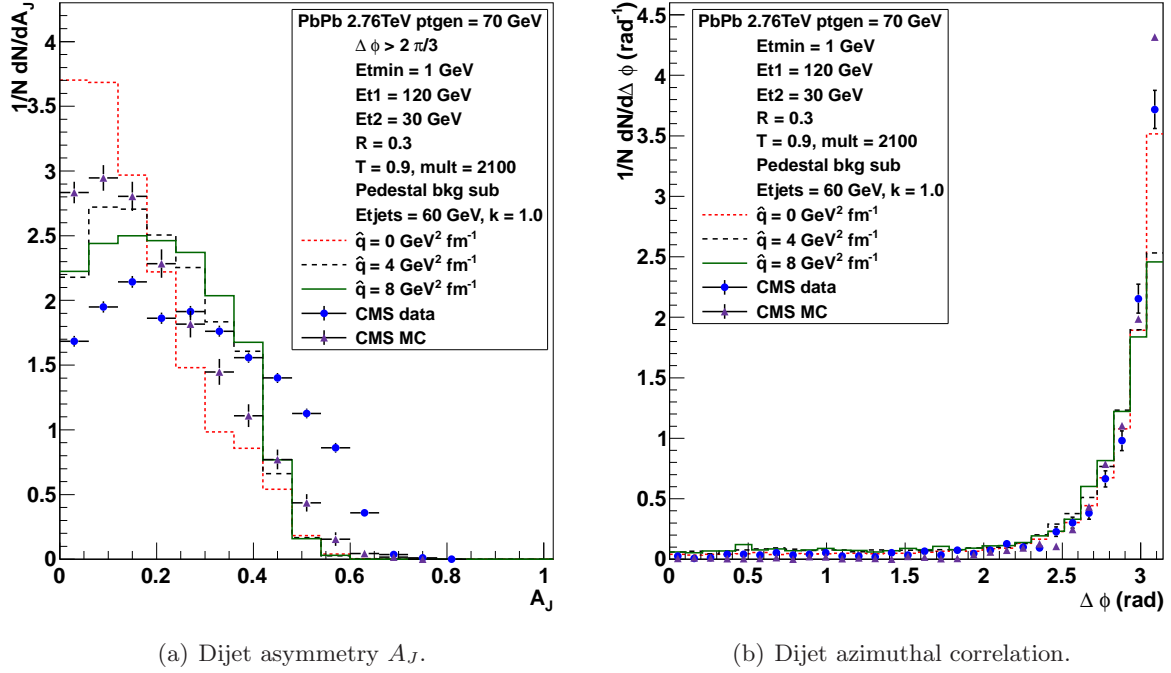 1/N dN/dA_J
4
3.5
3
2.5
2
1.5
1
0.5
0
PbPb 2.76TeV ptgen = 70 GeV
Δ ϕ > 2 π/3
Etmin = 1 GeV
Et1 = 120 GeV
Et2 = 30 GeV
R = 0.3
T = 0.9, mult = 2100
Pedestal bkg sub
Etjets = 60 GeV, k = 1.0
q̂ = 0 GeV² fm⁻¹
q̂ = 4 GeV² fm⁻¹
q̂ = 8 GeV² fm⁻¹
CMS data
CMS MC
0 0.2 0.4 0.6 0.8 1
A_J
(a) Dijet asymmetry A_J.
1/N dN/dΔ ϕ (rad⁻¹)
4.5
4
3.5
3
2.5
2
1.5
1
0.5
0
PbPb 2.76TeV ptgen = 70 GeV
Etmin = 1 GeV
Et1 = 120 GeV
Et2 = 30 GeV
R = 0.3
T = 0.9, mult = 2100
Pedestal bkg sub
Etjets = 60 GeV, k = 1.0
q̂ = 0 GeV² fm⁻¹
q̂ = 4 GeV² fm⁻¹
q̂ = 8 GeV² fm⁻¹
CMS data
CMS MC
0 0.5 1 1.5 2 2.5 3
Δ ϕ (rad)
(b) Dijet azimuthal correlation.